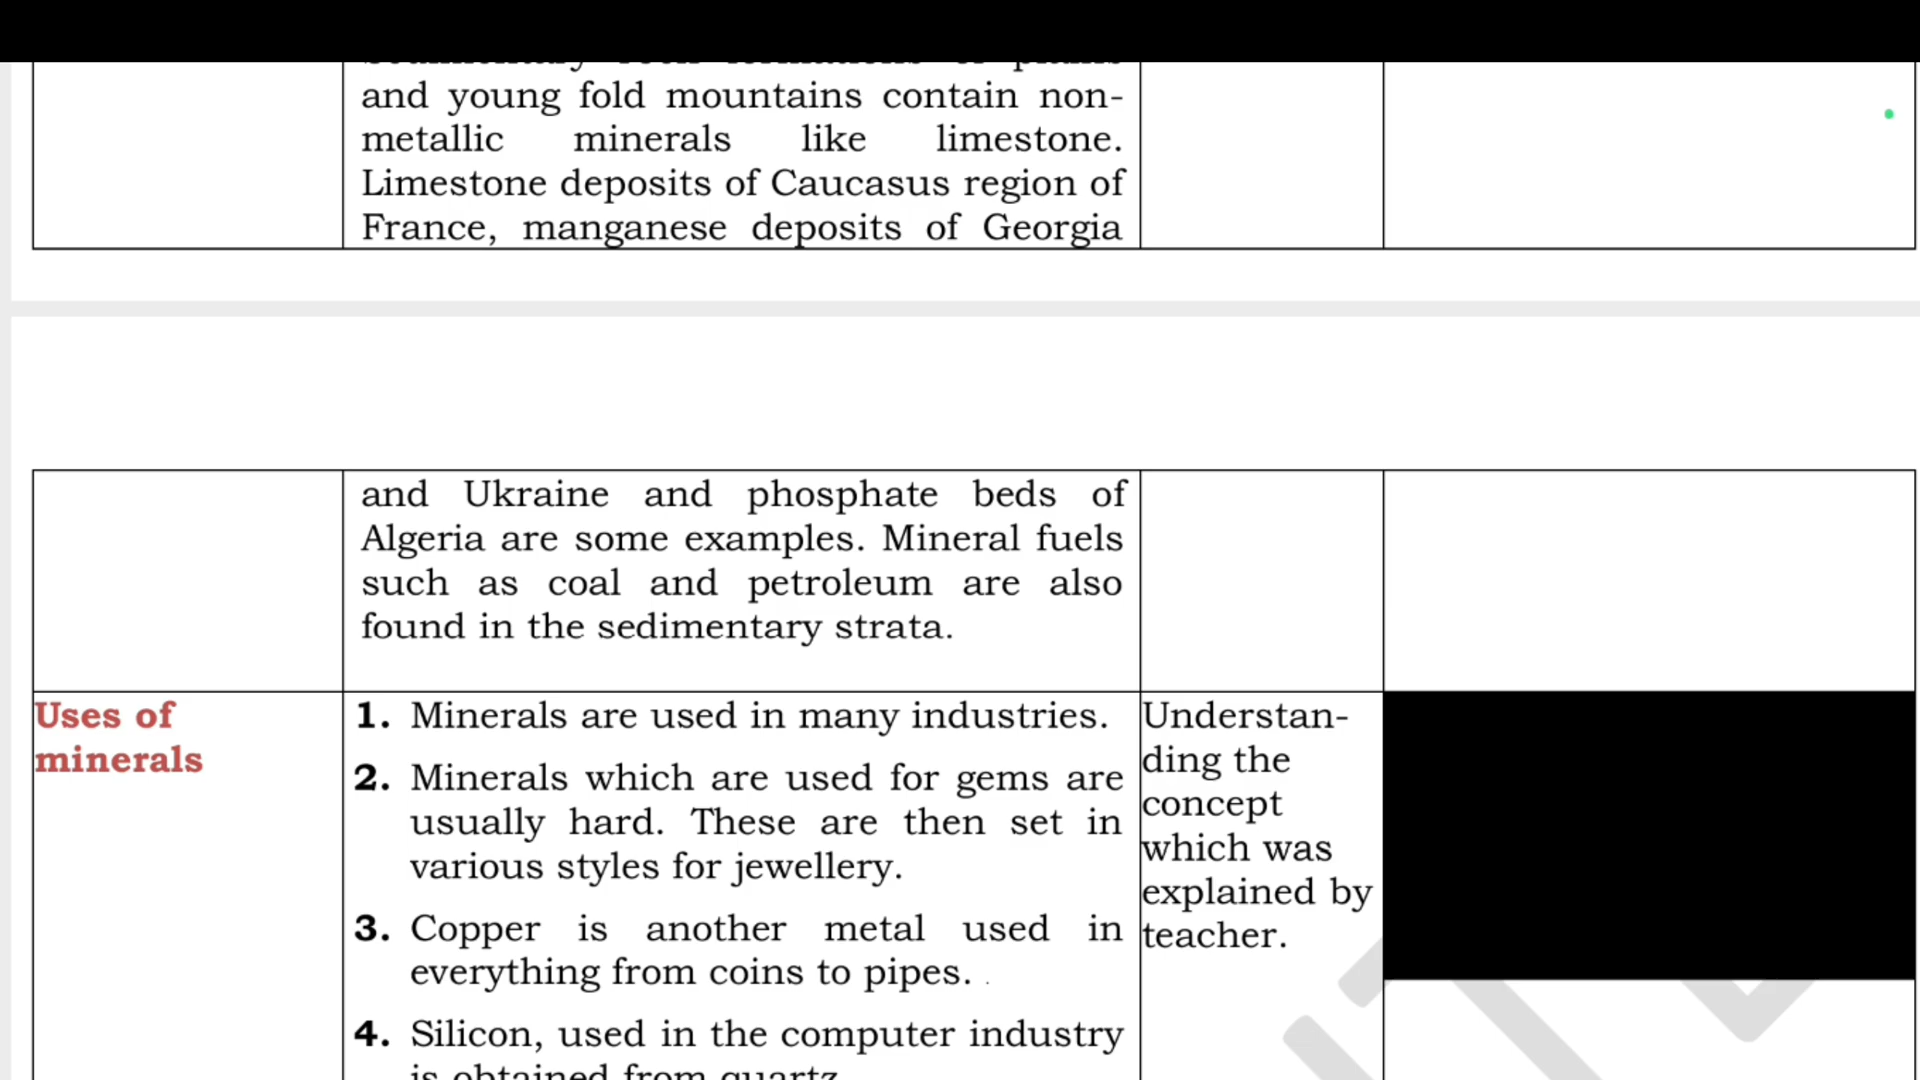 and young fold mountains contain non-
metallic minerals like limestone.
Limestone deposits of Caucasus region of
France, manganese deposits of Georgia
and Ukraine and phosphate beds of
Algeria are some examples. Mineral fuels
such as coal and petroleum are also
found in the sedimentary strata.
Uses of
minerals
1. Minerals are used in many industries.
2. Minerals which are used for gems are
usually hard. These are then set in
various styles for jewellery.
3. Copper is another metal used in
everything from coins to pipes. .
4. Silicon, used in the computer industry
is obtained from quartz
Understan-
ding the
concept
which was
explained by
teacher.